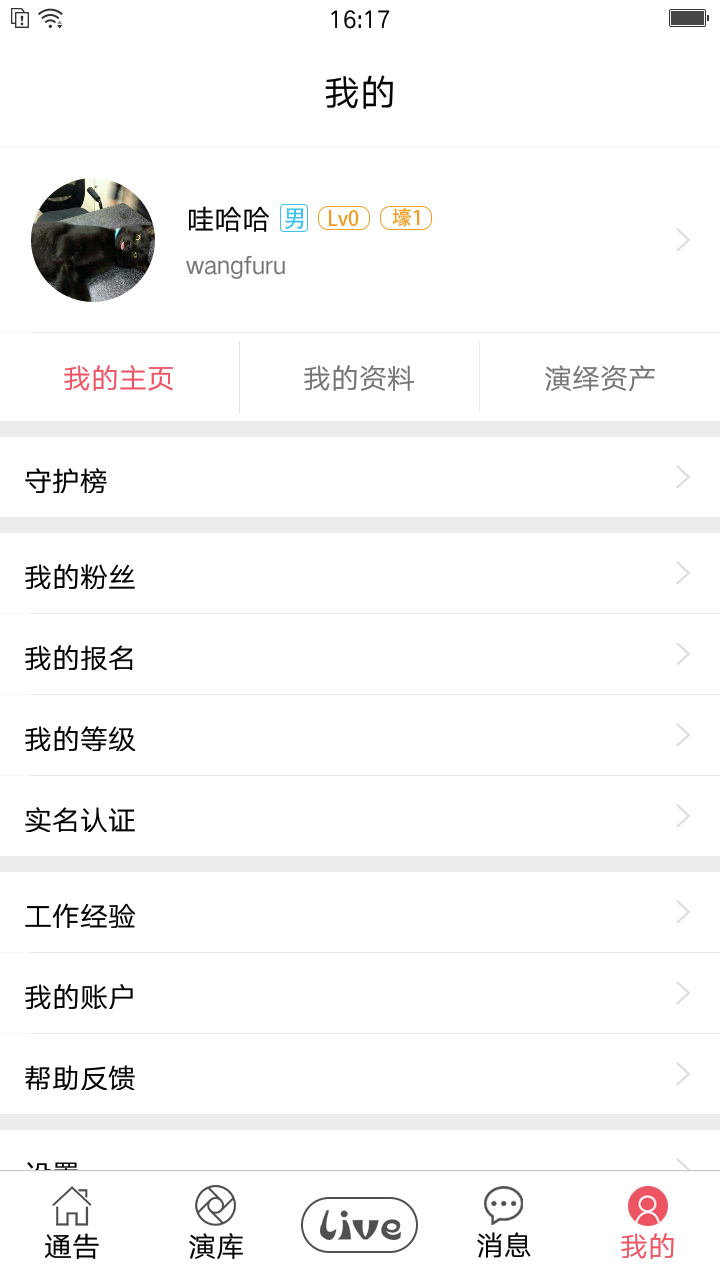 16:17
我的
哇哈哈 男 Lv0 壕1
wangfuru
我的主页 我的资料 演绎资产
守护榜
我的粉丝
我的报名
我的等级
实名认证
工作经验
我的账户
帮助反馈
设置
通告 演库 Live 消息 我的